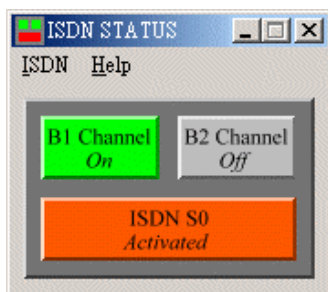 ISDN STATUS
ISDN Help
B1 Channel B2 Channel
On Off
ISDN S0
Activated